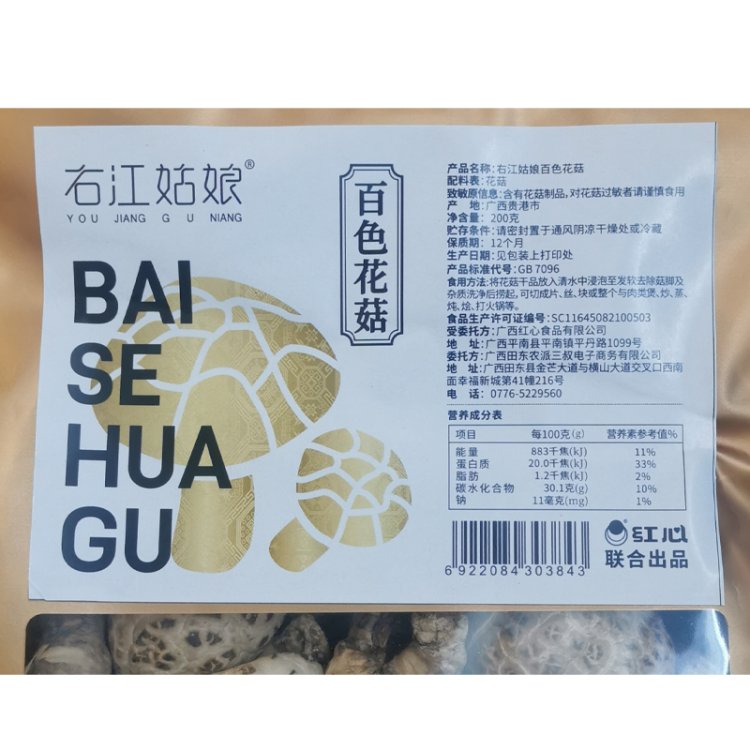 右江姑娘®
YOU JIANG GU NIANG
BAI
SE
HUA
GU
百色花菇
产品名称:右江姑娘百色花菇
配料表:花菇
致敏原信息:含有花菇制品,对花菇过敏者请谨慎食用
产 地:广西贵港市
净含量:200克
贮存条件:请密封置于通风阴凉干燥处或冷藏
保质期:12个月
生产日期:见包装上打印处
产品标准代号:GB 7096
食用方法:将花菇干品放入清水中浸泡至发软去除菇脚及
杂质洗净后捞起,可切成片、丝、块或整个与肉类煲、炒、蒸、
炖、烩、打火锅等。
食品生产许可证编号:SC11645082100503
受委托方:广西红心食品有限公司
地 址:广西平南县平南镇平丹路1099号
委托方:广西田东农派三叔电子商务有限公司
地 址:广西田东县金芒大道与横山大道交叉口西南
面幸福新城第41幢216号
电 话:0776-5229560
营养成分表
项目 每100克(g) 营养素参考值%
能量 883千焦(kJ) 11%
蛋白质 20.0千焦(kJ) 33%
脂肪 1.2千焦(kJ) 2%
碳水化合物 30.1克(g) 10%
钠 11毫克(mg) 1%
6922084303843
红心
联合出品